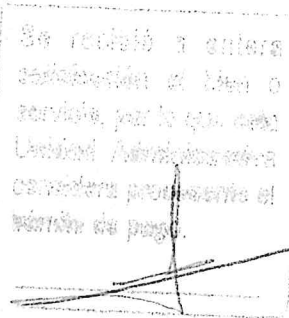 Se recibió a entera
satisfacción el bien o
servicio, por lo que esta
Unidad Administrativa
considera procedente el
trámite de pago.